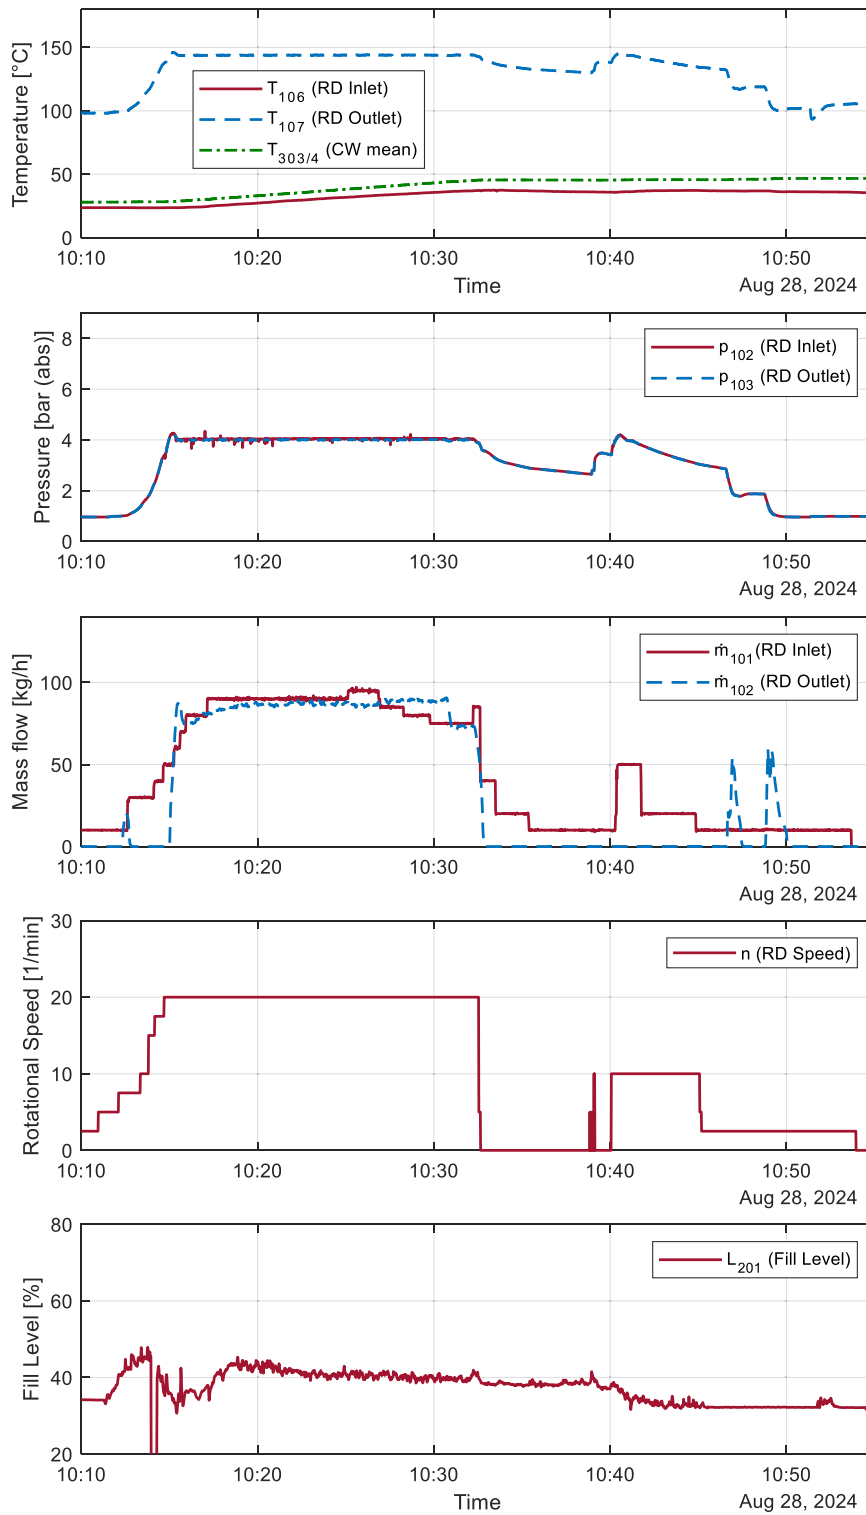 Temperature [°C]
150
100
50
0
T106 (RD Inlet)
T107 (RD Outlet)
T303/4 (CW mean)
10:10 10:20 10:30 10:40 10:50
Time
Aug 28, 2024
Pressure [bar (abs)]
8
6
4
2
0
p102 (RD Inlet)
p103 (RD Outlet)
10:10 10:20 10:30 10:40 10:50
Aug 28, 2024
Mass flow [kg/h]
100
50
0
ṁ101(RD Inlet)
ṁ102 (RD Outlet)
10:10 10:20 10:30 10:40 10:50
Aug 28, 2024
Rotational Speed [1/min]
30
20
10
0
n (RD Speed)
10:10 10:20 10:30 10:40 10:50
Aug 28, 2024
Fill Level [%]
80
60
40
20
L201 (Fill Level)
10:10 10:20 10:30 10:40 10:50
Time
Aug 28, 2024